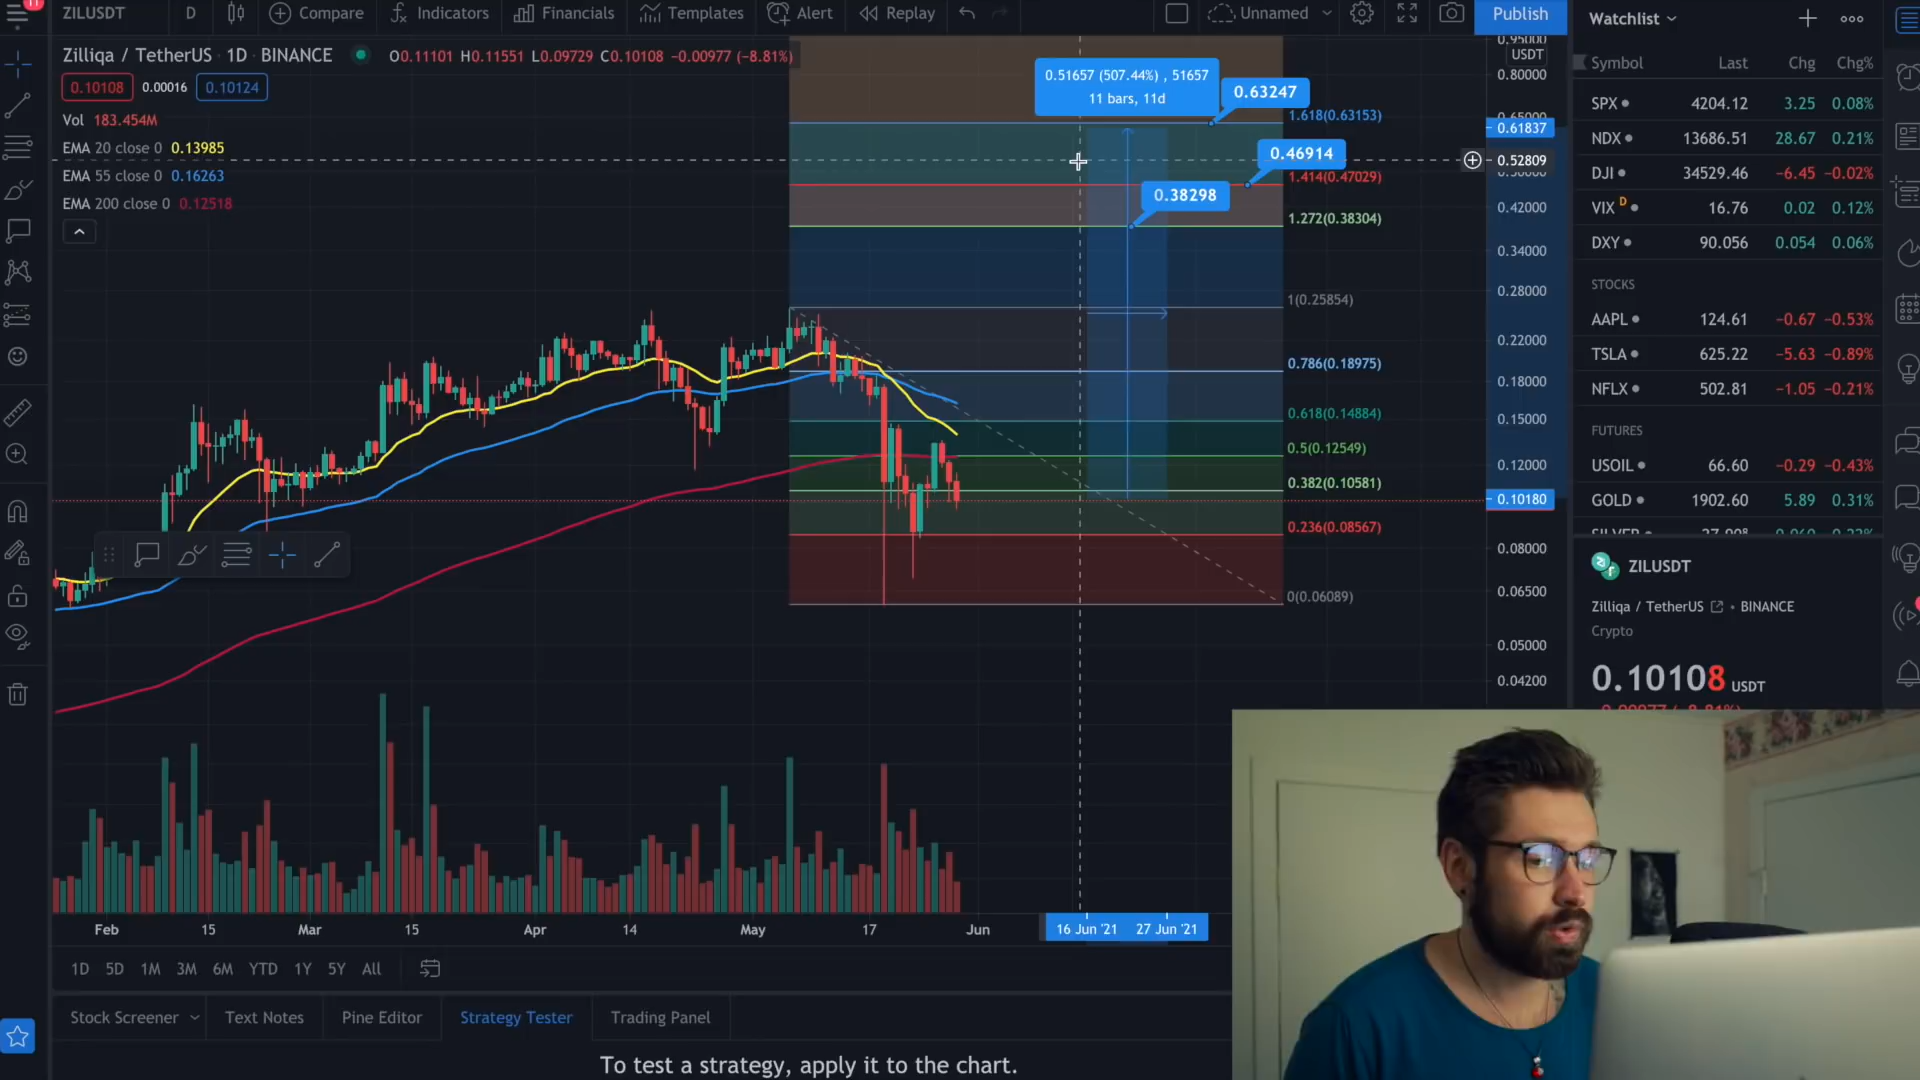 11
ZILUSDT
D
Compare
Indicators
Financials
Templates
Alert
Replay
Unnamed
Publish
Watchlist
Zilliqa / TetherUS 1D BINANCE
O0.11101 H0.11551 L0.09729 C0.10108 −0.00977 (−8.81%)
0.10108 0.00016 0.10124
Vol 183.454M
EMA 20 close 0 0.13985
EMA 55 close 0 0.16263
EMA 200 close 0 0.12518
0.51657 (507.44%) , 51657
11 bars, 11d
0.63247
1.618(0.63153)
0.46914
1.414(0.47029)
0.38298
1.272(0.38304)
1(0.25854)
0.786(0.18975)
0.618(0.14884)
0.5(0.12549)
0.382(0.10581)
0.236(0.08567)
0(0.06089)
0.95000
USDT
0.80000
0.61837
0.52809
0.42000
0.34000
0.28000
0.22000
0.18000
0.15000
0.12000
0.10180
0.08000
0.06500
0.05000
0.04200
Symbol Last Chg Chg%
SPX 4204.12 3.25 0.08%
NDX 13686.51 28.67 0.21%
DJI 34529.46 −6.45 −0.02%
VIX D 16.76 0.02 0.12%
DXY 90.056 0.054 0.06%
STOCKS
AAPL 124.61 −0.67 −0.53%
TSLA 625.22 −5.63 −0.89%
NFLX 502.81 −1.05 −0.21%
FUTURES
USOIL 66.60 −0.29 −0.43%
GOLD 1902.60 5.89 0.31%
ZILUSDT
Zilliqa / TetherUS • BINANCE
Crypto
0.10108 USDT
−0.00977 (−8.81%)
Feb 15 Mar 15 Apr 14 May 17 Jun 16 Jun '21 27 Jun '21
1D 5D 1M 3M 6M YTD 1Y 5Y All
Stock Screener Text Notes Pine Editor Strategy Tester Trading Panel
To test a strategy, apply it to the chart.